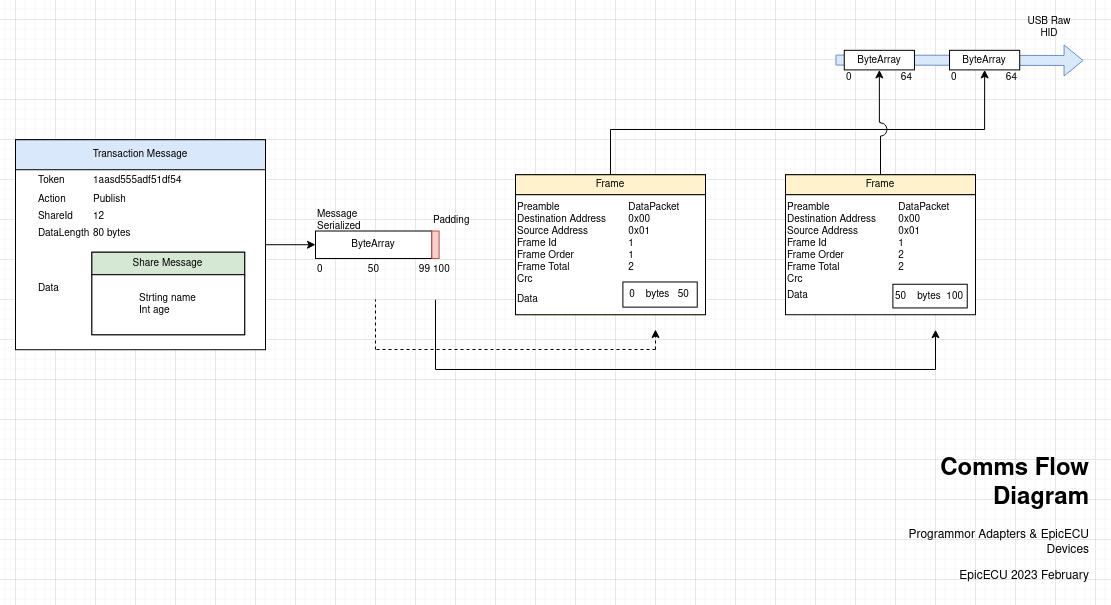 USB Raw
HID
ByteArray
ByteArray
0 64
0 64
Transaction Message
Token 1aasd555adf51df54
Action Publish
ShareId 12
DataLength 80 bytes
Share Message
Data
Strting name
Int age
Message
Serialized
Padding
ByteArray
0 50 99 100
Frame
Preamble DataPacket
Destination Address 0x00
Source Address 0x01
Frame Id 1
Frame Order 1
Frame Total 2
Crc
Data
0 bytes 50
Frame
Preamble DataPacket
Destination Address 0x00
Source Address 0x01
Frame Id 1
Frame Order 2
Frame Total 2
Crc
Data
50 bytes 100
Comms Flow
Diagram
Programmor Adapters & EpicECU
Devices
EpicECU 2023 February